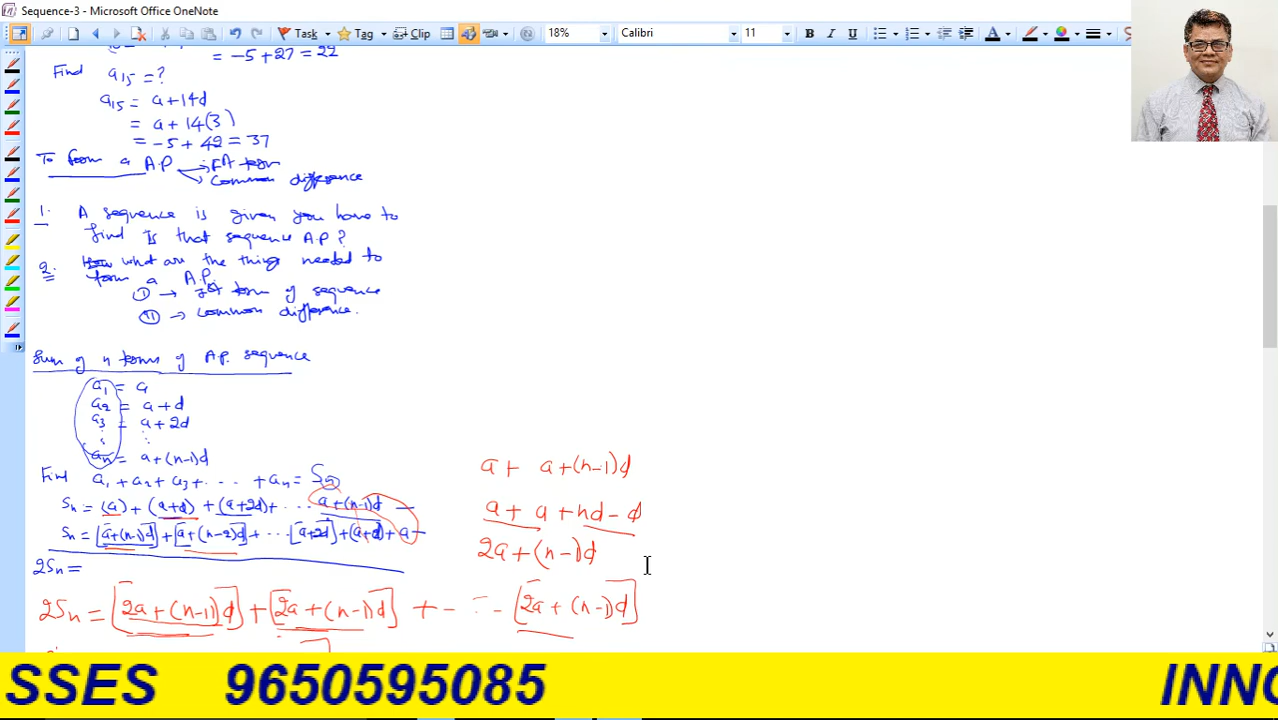 Sequence-3 - Microsoft Office OneNote
Task Tag Clip 18% Calibri 11 B I U
= -5+27 = 22
Find a15 = ?
a15 = a+14d
= a+14(3)
= -5+42 = 37
To form a A.P
Common difference
1. A sequence is given you have to
find Is that sequence A.P?
2. what are the thing needed to
form a A.P.
I → term of sequence
II → Common difference.
Sum of n terms of A.P. sequence
a1 = a
a2 = a+d
a3 = a+2d
⋮ ⋮
an = a+(n-1)d
Find a1+a2+a3+... +an = Sn
Sn = (a)+(a+d)+(a+2d)+... a+(n-1)d
Sn = [a+(n-1)d]+[a+(n-2)d]+...[a+2d]+(a+d)+a
2Sn =
a+ a+(n-1)d
a+ a+nd-d
2a+(n-1)d
2Sn = [2a+(n-1)d]+[2a+(n-1)d]+--- [2a+(n-1)d]
SSES 9650595085 INNO